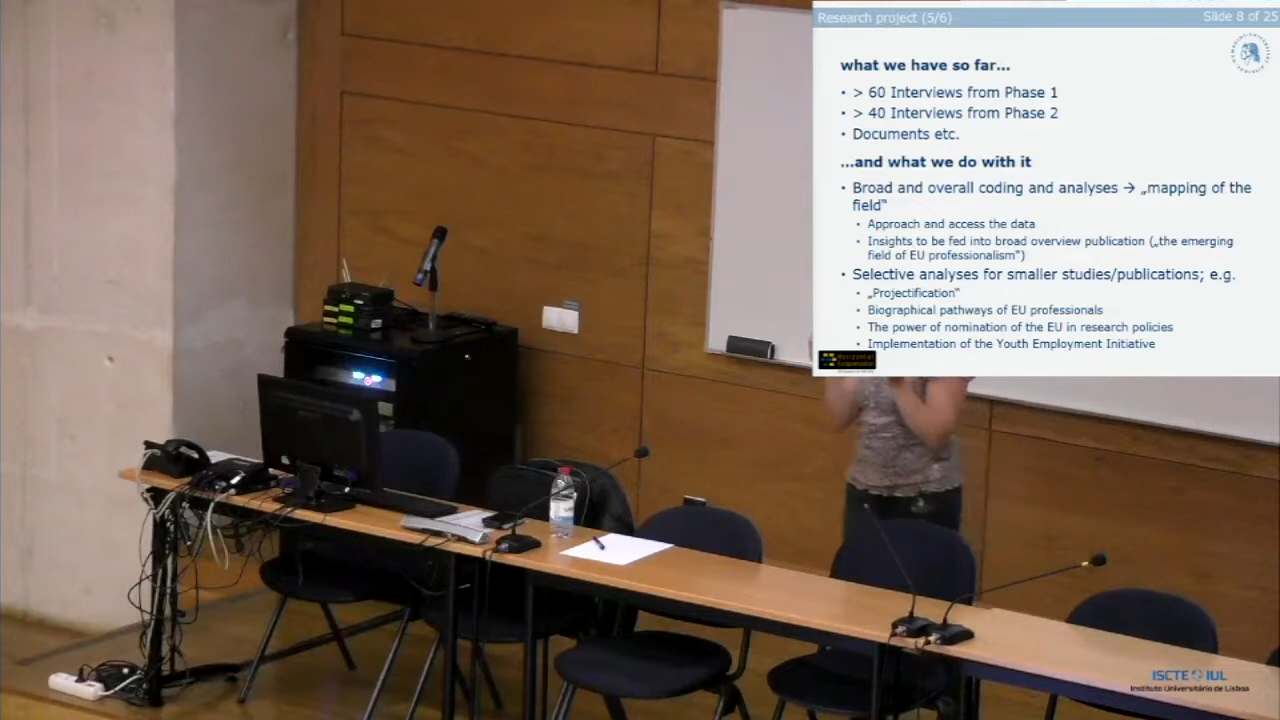 Research project (5/6)
Slide 8 of 25
what we have so far...
• > 60 Interviews from Phase 1
• > 40 Interviews from Phase 2
• Documents etc.
...and what we do with it
• Broad and overall coding and analyses → „mapping of the
field“
• Approach and access the data
• Insights to be fed into broad overview publication („the emerging
field of EU professionalism“)
• Selective analyses for smaller studies/publications; e.g.
• „Projectification“
• Biographical pathways of EU professionals
• The power of nomination of the EU in research policies
• Implementation of the Youth Employment Initiative
ISCTE IUL
Instituto Universitário de Lisboa